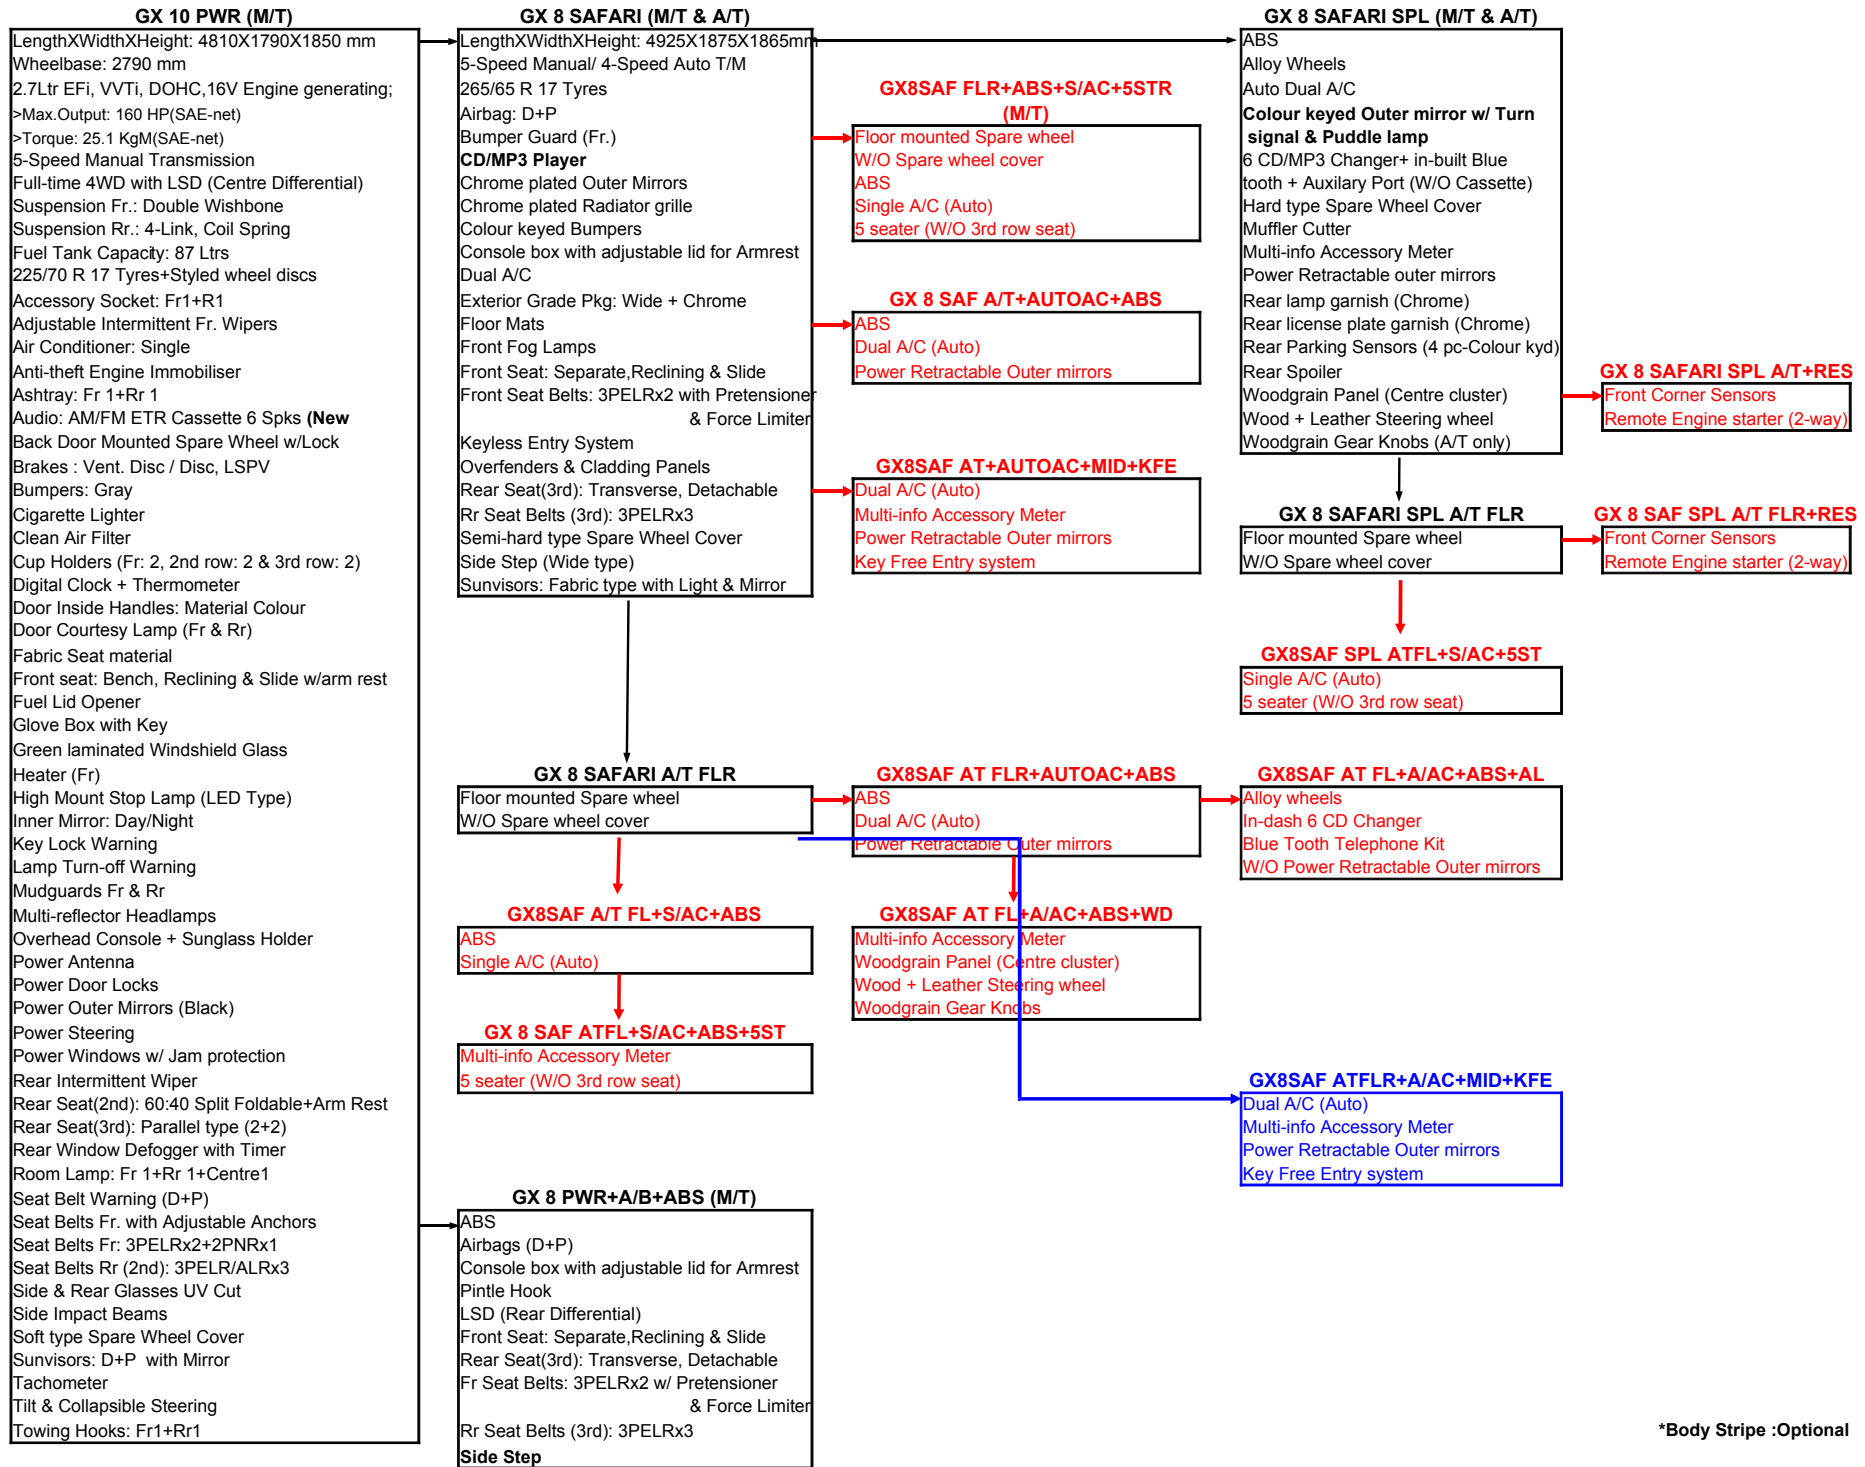 GX 10 PWR (M/T)
LengthXWidthXHeight: 4810X1790X1850 mm
Wheelbase: 2790 mm
2.7Ltr EFi, VVTi, DOHC,16V Engine generating;
>Max.Output: 160 HP(SAE-net)
>Torque: 25.1 KgM(SAE-net)
5-Speed Manual Transmission
Full-time 4WD with LSD (Centre Differential)
Suspension Fr.: Double Wishbone
Suspension Rr.: 4-Link, Coil Spring
Fuel Tank Capacity: 87 Ltrs
225/70 R 17 Tyres+Styled wheel discs
Accessory Socket: Fr1+R1
Adjustable Intermittent Fr. Wipers
Air Conditioner: Single
Anti-theft Engine Immobiliser
Ashtray: Fr 1+Rr 1
Audio: AM/FM ETR Cassette 6 Spks (New
Back Door Mounted Spare Wheel w/Lock
Brakes : Vent. Disc / Disc, LSPV
Bumpers: Gray
Cigarette Lighter
Clean Air Filter
Cup Holders (Fr: 2, 2nd row: 2 & 3rd row: 2)
Digital Clock + Thermometer
Door Inside Handles: Material Colour
Door Courtesy Lamp (Fr & Rr)
Fabric Seat material
Front seat: Bench, Reclining & Slide w/arm rest
Fuel Lid Opener
Glove Box with Key
Green laminated Windshield Glass
Heater (Fr)
High Mount Stop Lamp (LED Type)
Inner Mirror: Day/Night
Key Lock Warning
Lamp Turn-off Warning
Mudguards Fr & Rr
Multi-reflector Headlamps
Overhead Console + Sunglass Holder
Power Antenna
Power Door Locks
Power Outer Mirrors (Black)
Power Steering
Power Windows w/ Jam protection
Rear Intermittent Wiper
Rear Seat(2nd): 60:40 Split Foldable+Arm Rest
Rear Seat(3rd): Parallel type (2+2)
Rear Window Defogger with Timer
Room Lamp: Fr 1+Rr 1+Centre1
Seat Belt Warning (D+P)
Seat Belts Fr. with Adjustable Anchors
Seat Belts Fr: 3PELRx2+2PNRx1
Seat Belts Rr (2nd): 3PELR/ALRx3
Side & Rear Glasses UV Cut
Side Impact Beams
Soft type Spare Wheel Cover
Sunvisors: D+P  with Mirror
Tachometer
Tilt & Collapsible Steering
Towing Hooks: Fr1+Rr1
GX 8 SAFARI (M/T & A/T)
LengthXWidthXHeight: 4925X1875X1865mm
5-Speed Manual/ 4-Speed Auto T/M
265/65 R 17 Tyres
Airbag: D+P
Bumper Guard (Fr.)
CD/MP3 Player
Chrome plated Outer Mirrors
Chrome plated Radiator grille
Colour keyed Bumpers
Console box with adjustable lid for Armrest
Dual A/C
Exterior Grade Pkg: Wide + Chrome
Floor Mats
Front Fog Lamps
Front Seat: Separate,Reclining & Slide
Front Seat Belts: 3PELRx2 with Pretensioner
& Force Limiter
Keyless Entry System
Overfenders & Cladding Panels
Rear Seat(3rd): Transverse, Detachable
Rr Seat Belts (3rd): 3PELRx3
Semi-hard type Spare Wheel Cover
Side Step (Wide type)
Sunvisors: Fabric type with Light & Mirror
GX 8 SAFARI A/T FLR
Floor mounted Spare wheel
W/O Spare wheel cover
GX8SAF A/T FL+S/AC+ABS
ABS
Single A/C (Auto)
GX 8 SAF ATFL+S/AC+ABS+5ST
Multi-info Accessory Meter
5 seater (W/O 3rd row seat)
GX 8 PWR+A/B+ABS (M/T)
ABS
Airbags (D+P)
Console box with adjustable lid for Armrest
Pintle Hook
LSD (Rear Differential)
Front Seat: Separate,Reclining & Slide
Rear Seat(3rd): Transverse, Detachable
Fr Seat Belts: 3PELRx2 w/ Pretensioner
& Force Limiter
Rr Seat Belts (3rd): 3PELRx3
Side Step
GX8SAF FLR+ABS+S/AC+5STR
(M/T)
Floor mounted Spare wheel
W/O Spare wheel cover
ABS
Single A/C (Auto)
5 seater (W/O 3rd row seat)
GX 8 SAF A/T+AUTOAC+ABS
ABS
Dual A/C (Auto)
Power Retractable Outer mirrors
GX8SAF AT+AUTOAC+MID+KFE
Dual A/C (Auto)
Multi-info Accessory Meter
Power Retractable Outer mirrors
Key Free Entry system
GX8SAF AT FLR+AUTOAC+ABS
ABS
Dual A/C (Auto)
Power Retractable Outer mirrors
GX8SAF AT FL+A/AC+ABS+WD
Multi-info Accessory Meter
Woodgrain Panel (Centre cluster)
Wood + Leather Steering wheel
Woodgrain Gear Knobs
GX 8 SAFARI SPL (M/T & A/T)
ABS
Alloy Wheels
Auto Dual A/C
Colour keyed Outer mirror w/ Turn
signal & Puddle lamp
6 CD/MP3 Changer+ in-built Blue
tooth + Auxilary Port (W/O Cassette)
Hard type Spare Wheel Cover
Muffler Cutter
Multi-info Accessory Meter
Power Retractable outer mirrors
Rear lamp garnish (Chrome)
Rear license plate garnish (Chrome)
Rear Parking Sensors (4 pc-Colour kyd)
Rear Spoiler
Woodgrain Panel (Centre cluster)
Wood + Leather Steering wheel
Woodgrain Gear Knobs (A/T only)
GX 8 SAFARI SPL A/T FLR
Floor mounted Spare wheel
W/O Spare wheel cover
GX8SAF SPL ATFL+S/AC+5ST
Single A/C (Auto)
5 seater (W/O 3rd row seat)
GX8SAF AT FL+A/AC+ABS+AL
Alloy wheels
In-dash 6 CD Changer
Blue Tooth Telephone Kit
W/O Power Retractable Outer mirrors
GX8SAF ATFLR+A/AC+MID+KFE
Dual A/C (Auto)
Multi-info Accessory Meter
Power Retractable Outer mirrors
Key Free Entry system
GX 8 SAFARI SPL A/T+RES
Front Corner Sensors
Remote Engine starter (2-way)
GX 8 SAF SPL A/T FLR+RES
Front Corner Sensors
Remote Engine starter (2-way)
*Body Stripe :Optional